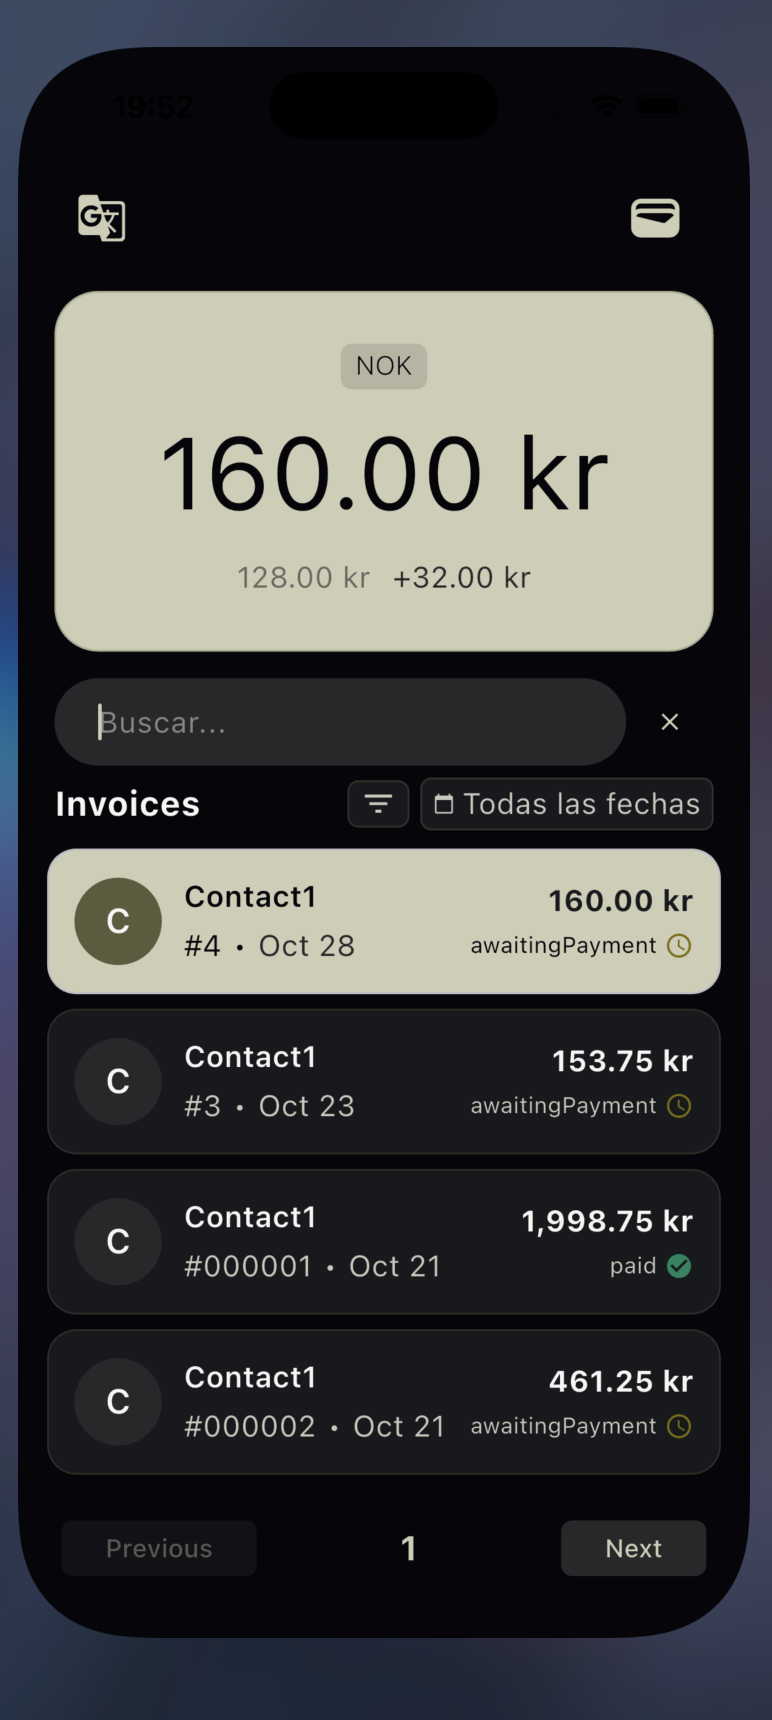 19:52
NOK
160.00 kr
128.00 kr +32.00 kr
Buscar...
Invoices
Todas las fechas
C
Contact1
160.00 kr
#4 • Oct 28
awaitingPayment
C
Contact1
153.75 kr
#3 • Oct 23
awaitingPayment
C
Contact1
1,998.75 kr
#000001 • Oct 21
paid
C
Contact1
461.25 kr
#000002 • Oct 21
awaitingPayment
Previous
1
Next